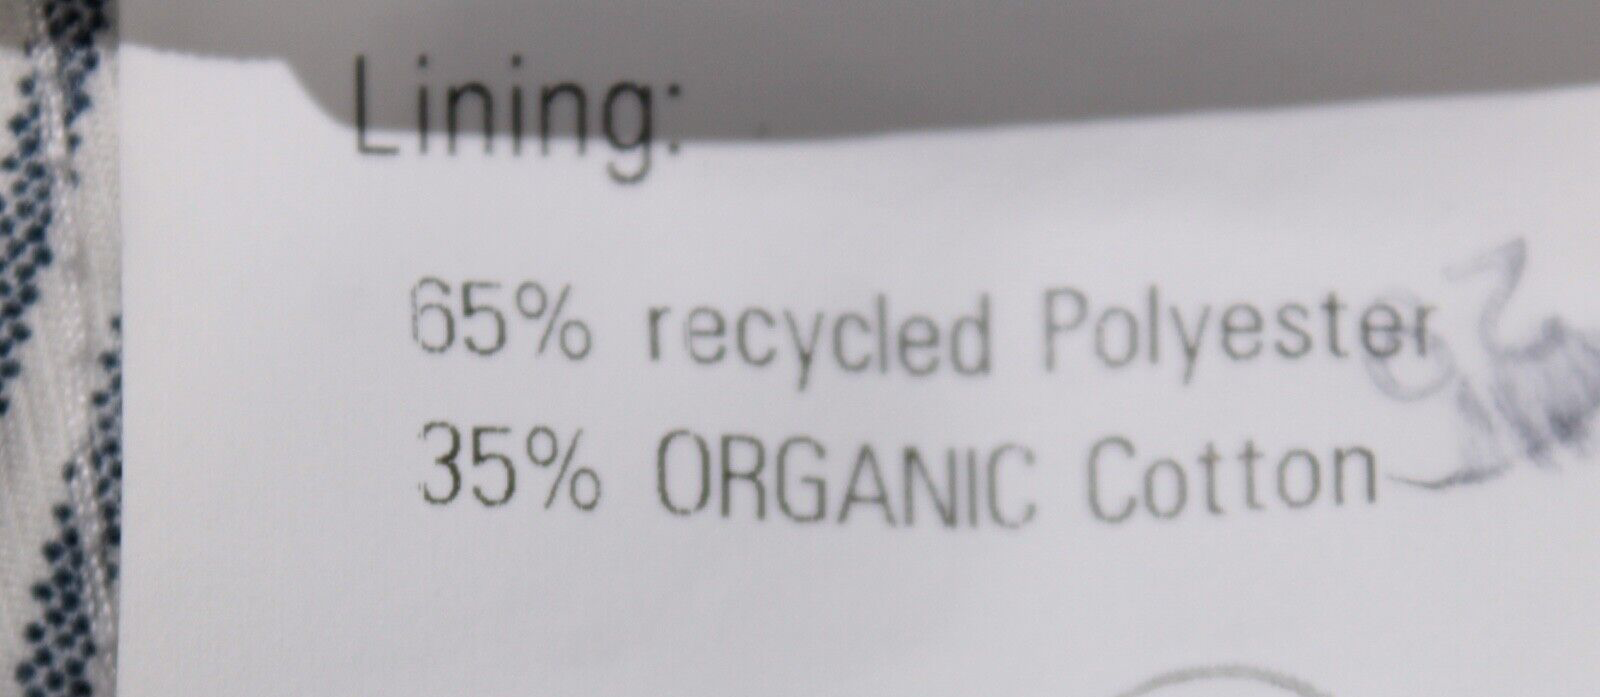 Lining:
65% recycled Polyester
35% ORGANIC Cotton